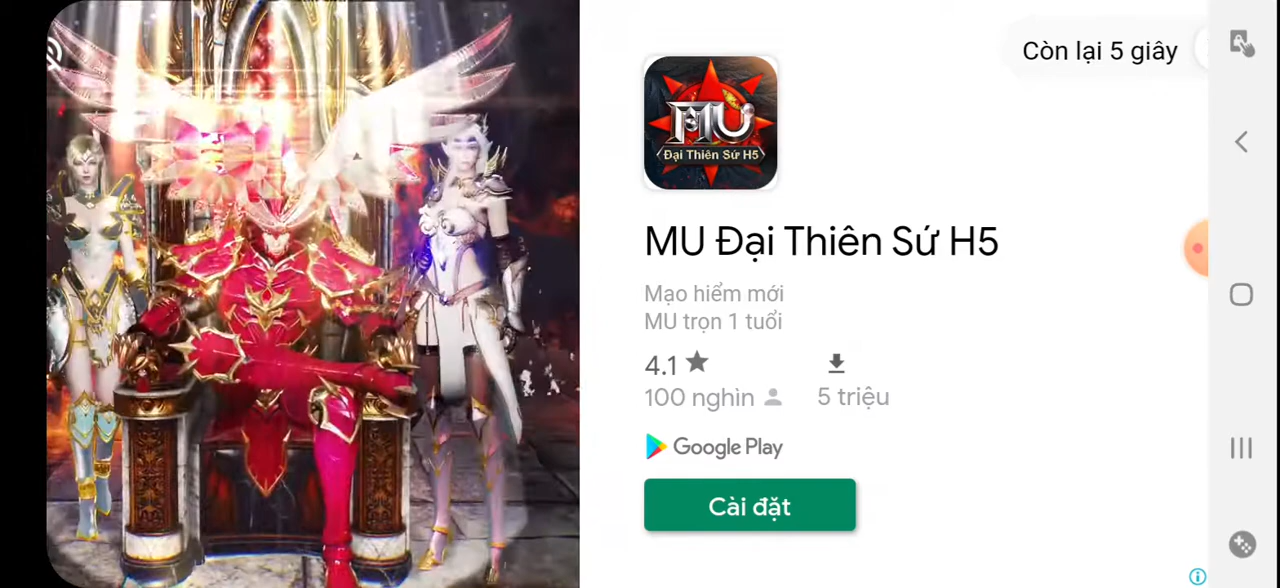 Còn lại 5 giây
MU
Đại Thiên Sứ H5
MU Đại Thiên Sứ H5
Mạo hiểm mới
MU trọn 1 tuổi
4.1
100 nghìn
5 triệu
Google Play
Cài đặt